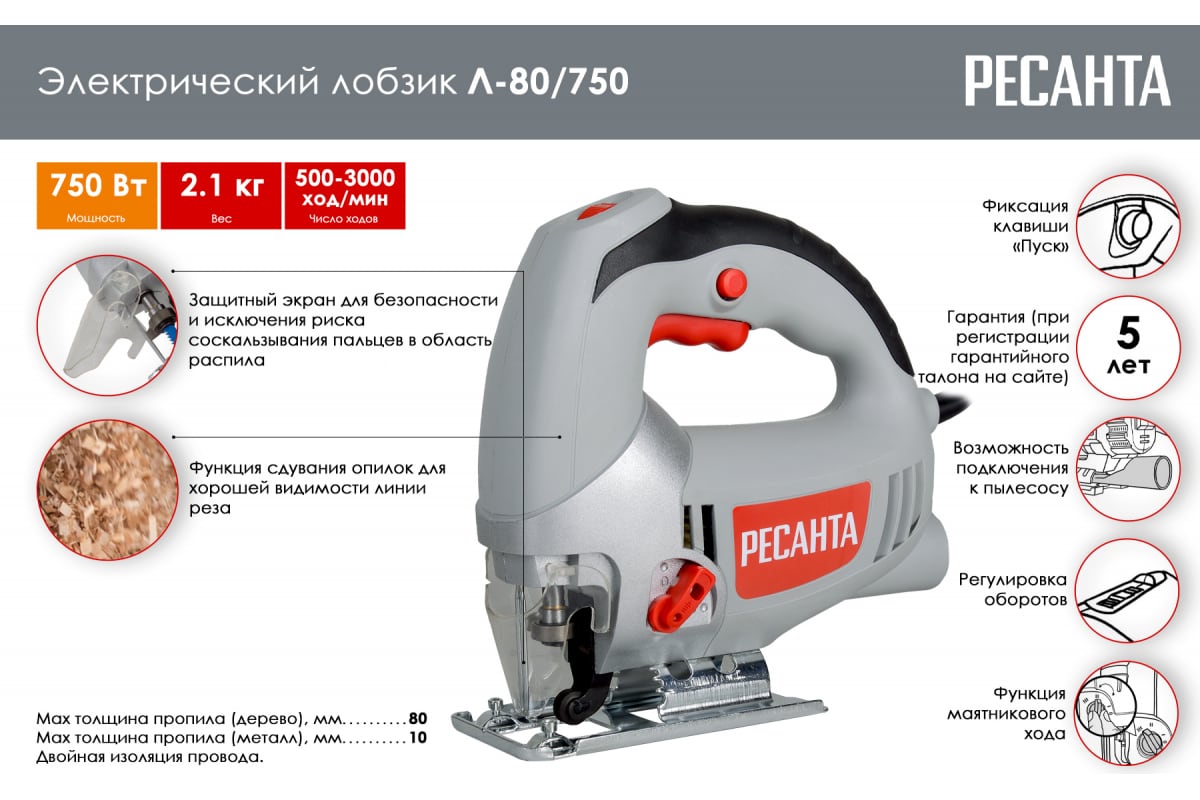 Электрический лобзик Л-80/750
РЕСАНТА
750 Вт
Мощность
2.1 кг
Вес
500-3000
ход/мин
Число ходов
Защитный экран для безопасности
и исключения риска
соскальзывания пальцев в область
распила
Функция сдувания опилок для
хорошей видимости линии
реза
РЕСАНТА
Фиксация
клавиши
«Пуск»
Гарантия (при
регистрации
гарантийного
талона на сайте)
5
лет
Возможность
подключения
к пылесосу
Регулировка
оборотов
Функция
маятникового
хода
Мах толщина пропила (дерево), мм..........80
Мах толщина пропила (металл), мм..........10
Двойная изоляция провода.